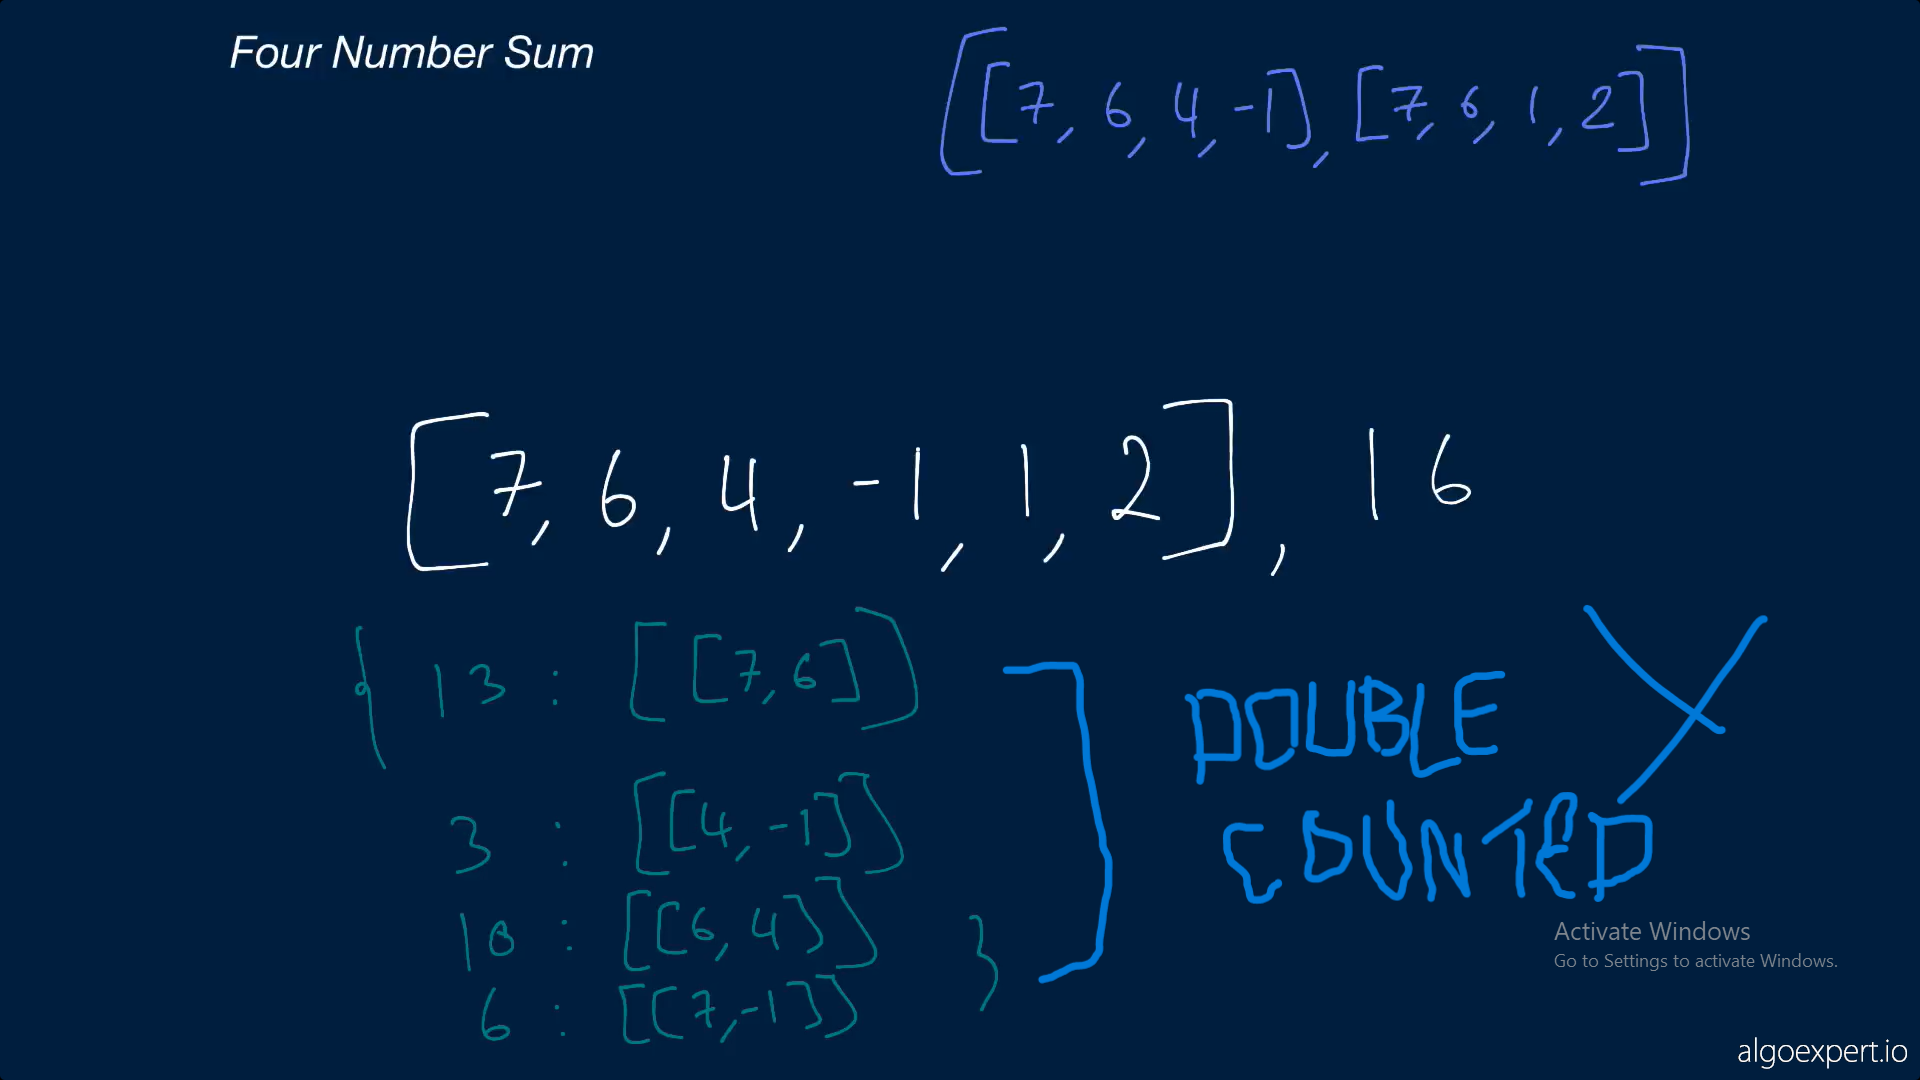 Four Number Sum
[[7, 6, 4, -1], [7, 6, 1, 2]]
[7, 6, 4, -1, 1, 2], 16
{ 13 : [[7, 6]]
3 : [[4, -1]]
10 : [[6, 4]]
6 : [[7, -1]] }
DOUBLE
COUNTED
Activate Windows
Go to Settings to activate Windows.
algoexpert.io